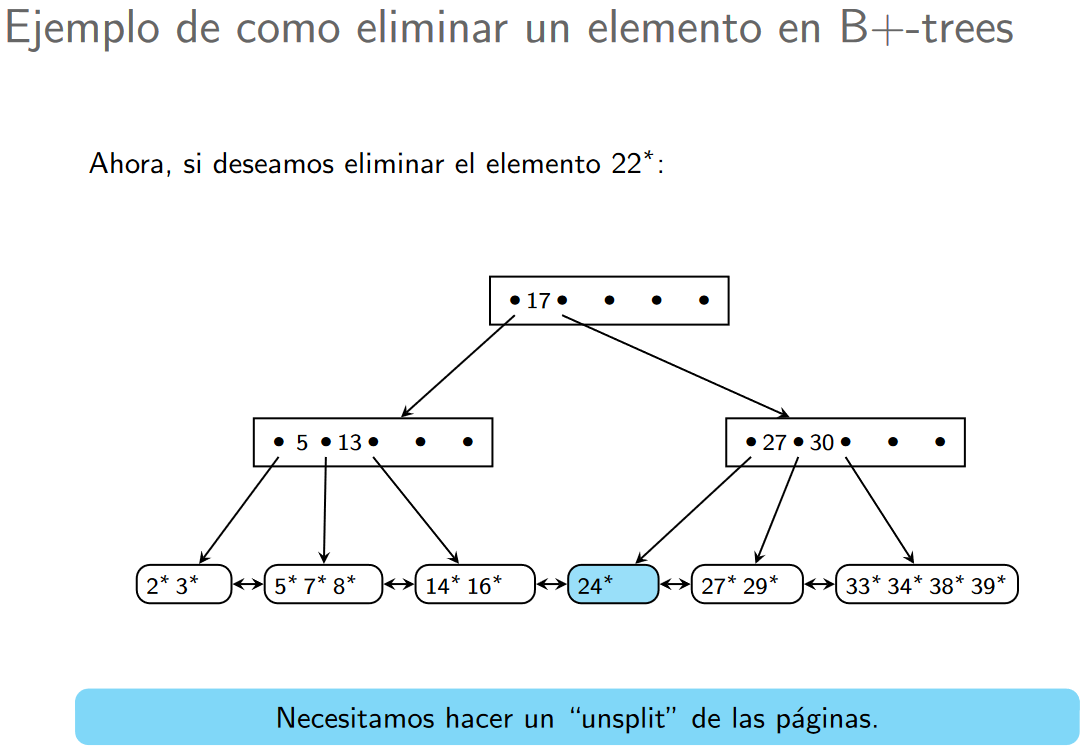 Ejemplo de como eliminar un elemento en B+-trees
Ahora, si deseamos eliminar el elemento 22*:
• 17 • • • •
• 5 • 13 • • •
• 27 • 30 • • •
2* 3*
5* 7* 8*
14* 16*
24*
27* 29*
33* 34* 38* 39*
Necesitamos hacer un “unsplit” de las páginas.